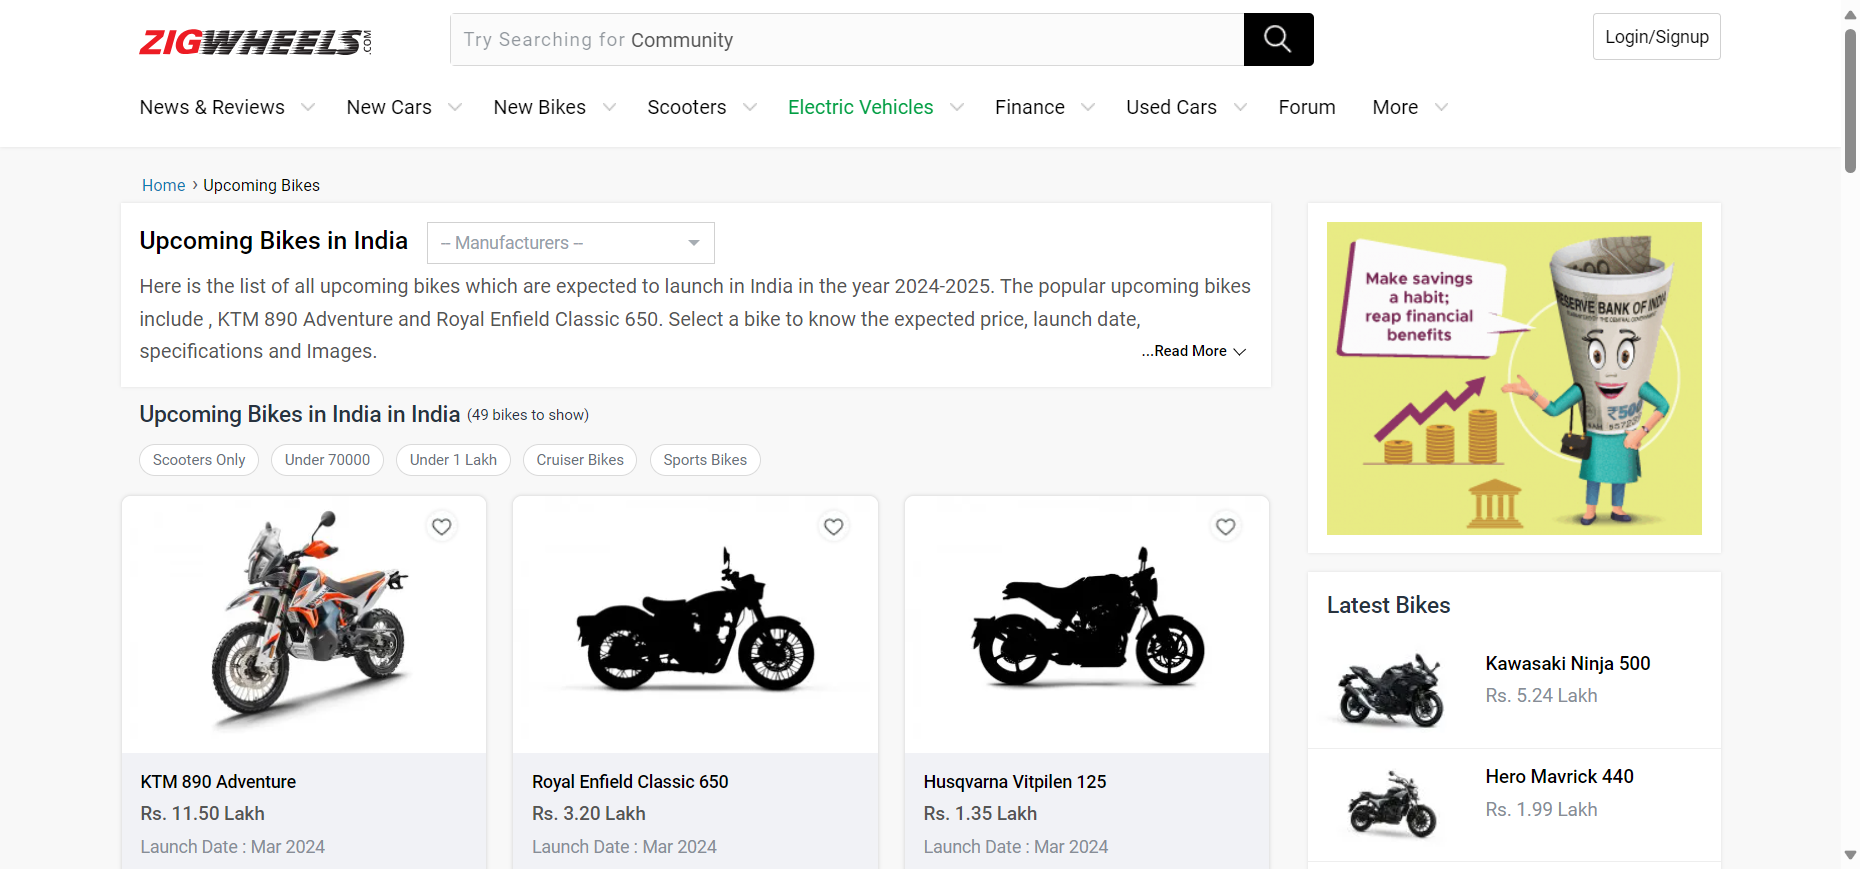 ZIGWHEELS.COM
Try Searching for Community
Login/Signup
News & Reviews
New Cars
New Bikes
Scooters
Electric Vehicles
Finance
Used Cars
Forum
More
Home › Upcoming Bikes
Upcoming Bikes in India
-- Manufacturers --
Here is the list of all upcoming bikes which are expected to launch in India in the year 2024-2025. The popular upcoming bikes
include , KTM 890 Adventure and Royal Enfield Classic 650. Select a bike to know the expected price, launch date,
specifications and Images.
...Read More
Make savings
a habit;
reap financial
benefits
RESERVE BANK OF INDIA
₹500
Upcoming Bikes in India in India (49 bikes to show)
Scooters Only
Under 70000
Under 1 Lakh
Cruiser Bikes
Sports Bikes
KTM 890 Adventure
Rs. 11.50 Lakh
Launch Date : Mar 2024
Royal Enfield Classic 650
Rs. 3.20 Lakh
Launch Date : Mar 2024
Husqvarna Vitpilen 125
Rs. 1.35 Lakh
Launch Date : Mar 2024
Latest Bikes
Kawasaki Ninja 500
Rs. 5.24 Lakh
Hero Mavrick 440
Rs. 1.99 Lakh